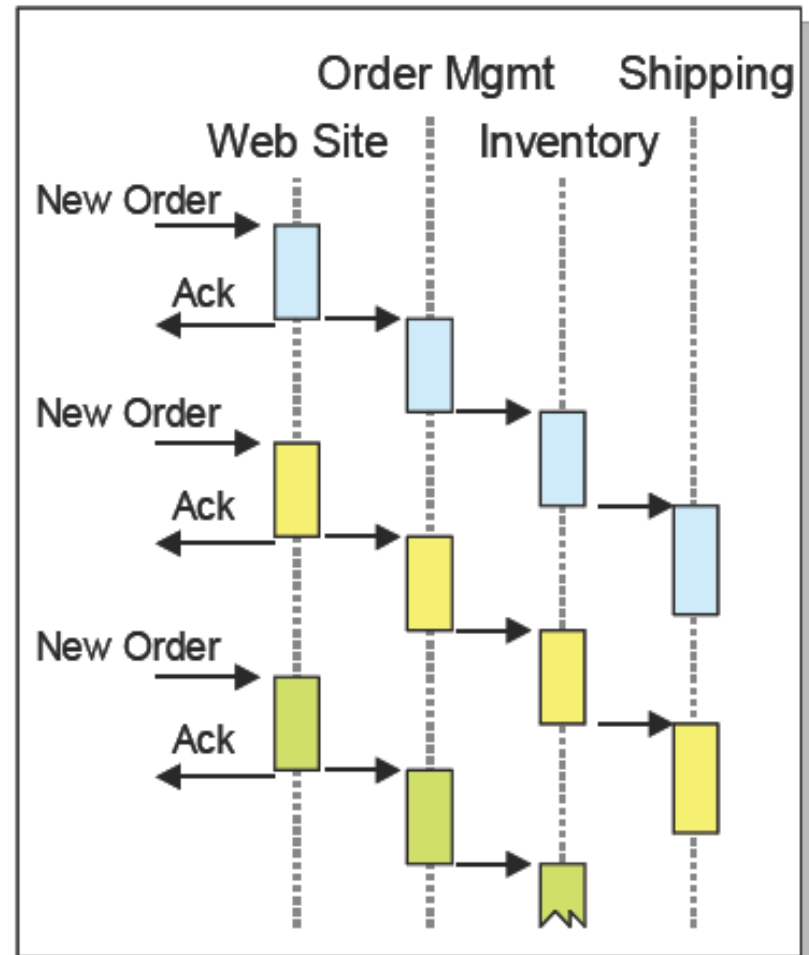 Order Mgmt Shipping
Web Site Inventory
New Order
Ack
New Order
Ack
New Order
Ack